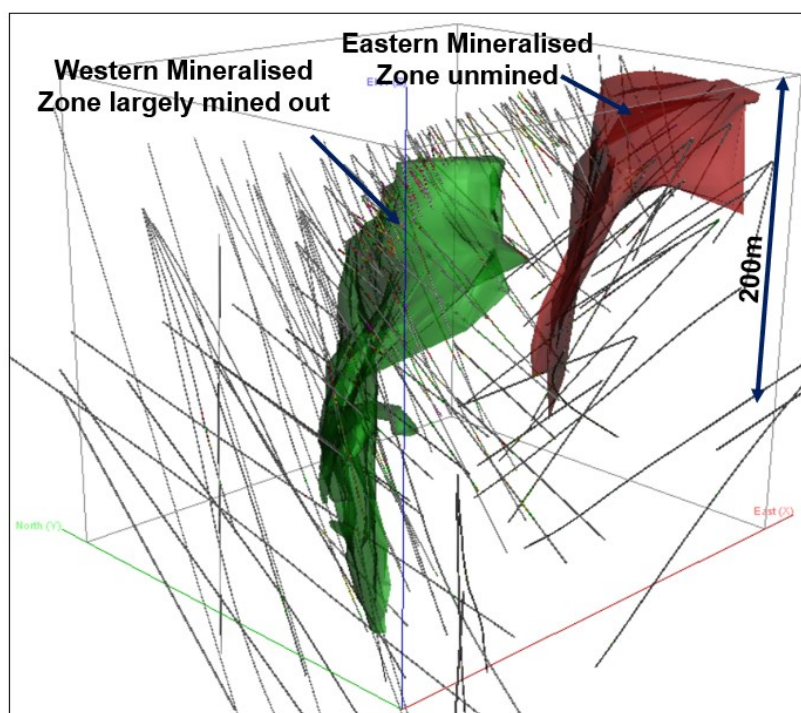 Western Mineralised
Zone largely mined out
Eastern Mineralised
Zone unmined
200m
North (Y)
East (X)